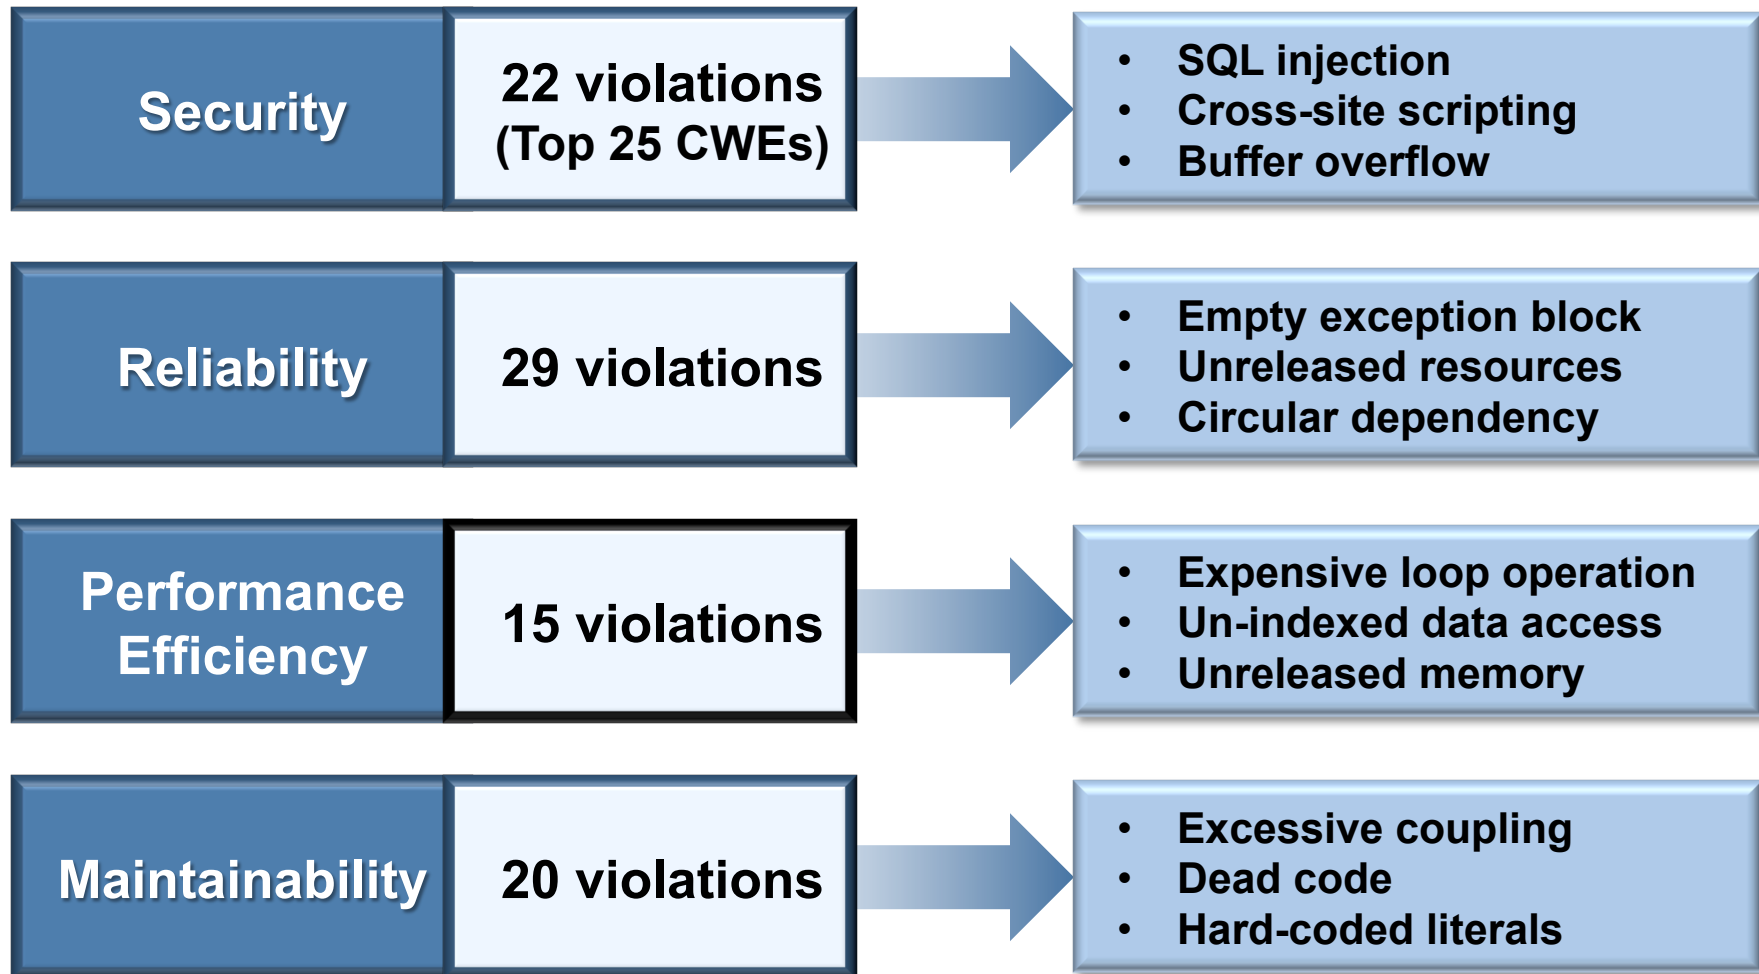 Security
22 violations
(Top 25 CWEs)
• SQL injection
• Cross-site scripting
• Buffer overflow
Reliability
29 violations
• Empty exception block
• Unreleased resources
• Circular dependency
Performance
Efficiency
15 violations
• Expensive loop operation
• Un-indexed data access
• Unreleased memory
Maintainability
20 violations
• Excessive coupling
• Dead code
• Hard-coded literals